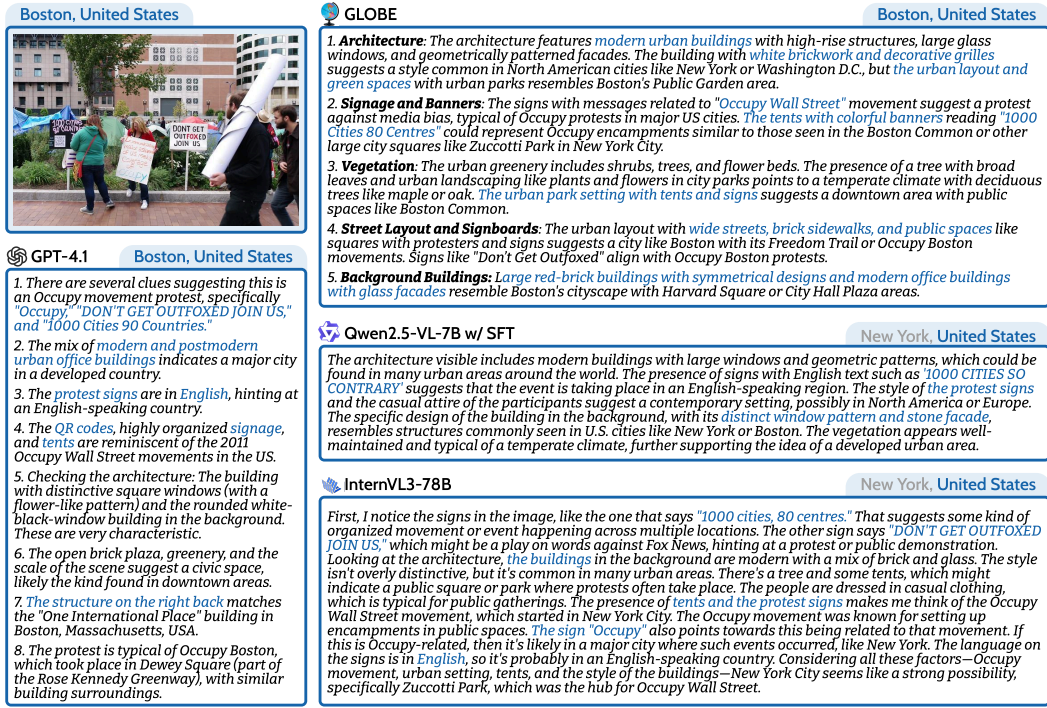 Boston, United States
DON'T GET
OUTFOXED
JOIN US
GPT-4.1
Boston, United States
1. There are several clues suggesting this is
an Occupy movement protest, specifically
"Occupy," "DON'T GET OUTFOXED JOIN US,"
and "1000 Cities 90 Countries."
2. The mix of modern and postmodern
urban office buildings indicates a major city
in a developed country.
3. The protest signs are in English, hinting at
an English-speaking country.
4. The QR codes, highly organized signage,
and tents are reminiscent of the 2011
Occupy Wall Street movements in the US.
5. Checking the architecture: The building
with distinctive square windows (with a
flower-like pattern) and the rounded white-
black-window building in the background.
These are very characteristic.
6. The open brick plaza, greenery, and the
scale of the scene suggest a civic space,
likely the kind found in downtown areas.
7. The structure on the right back matches
the "One International Place" building in
Boston, Massachusetts, USA.
8. The protest is typical of Occupy Boston,
which took place in Dewey Square (part of
the Rose Kennedy Greenway), with similar
building surroundings.
GLOBE
Boston, United States
1. Architecture: The architecture features modern urban buildings with high-rise structures, large glass
windows, and geometrically patterned facades. The building with white brickwork and decorative grilles
suggests a style common in North American cities like New York or Washington D.C., but the urban layout and
green spaces with urban parks resembles Boston's Public Garden area.
2. Signage and Banners: The signs with messages related to "Occupy Wall Street" movement suggest a protest
against media bias, typical of Occupy protests in major US cities. The tents with colorful banners reading "1000
Cities 80 Centres" could represent Occupy encampments similar to those seen in the Boston Common or other
large city squares like Zuccotti Park in New York City.
3. Vegetation: The urban greenery includes shrubs, trees, and flower beds. The presence of a tree with broad
leaves and urban landscaping like plants and flowers in city parks points to a temperate climate with deciduous
trees like maple or oak. The urban park setting with tents and signs suggests a downtown area with public
spaces like Boston Common.
4. Street Layout and Signboards: The urban layout with wide streets, brick sidewalks, and public spaces like
squares with protesters and signs suggests a city like Boston with its Freedom Trail or Occupy Boston
movements. Signs like "Don't Get Outfoxed" align with Occupy Boston protests.
5. Background Buildings: Large red-brick buildings with symmetrical designs and modern office buildings
with glass facades resemble Boston's cityscape with Harvard Square or City Hall Plaza areas.
Qwen2.5-VL-7B w/ SFT
New York, United States
The architecture visible includes modern buildings with large windows and geometric patterns, which could be
found in many urban areas around the world. The presence of signs with English text such as '1000 CITIES SO
CONTRARY' suggests that the event is taking place in an English-speaking region. The style of the protest signs
and the casual attire of the participants suggest a contemporary setting, possibly in North America or Europe.
The specific design of the building in the background, with its distinct window pattern and stone facade,
resembles structures commonly seen in U.S. cities like New York or Boston. The vegetation appears well-
maintained and typical of a temperate climate, further supporting the idea of a developed urban area.
InternVL3-78B
New York, United States
First, I notice the signs in the image, like the one that says "1000 cities, 80 centres." That suggests some kind of
organized movement or event happening across multiple locations. The other sign says "DON'T GET OUTFOXED
JOIN US," which might be a play on words against Fox News, hinting at a protest or public demonstration.
Looking at the architecture, the buildings in the background are modern with a mix of brick and glass. The style
isn't overly distinctive, but it's common in many urban areas. There's a tree and some tents, which might
indicate a public square or park where protests often take place. The people are dressed in casual clothing,
which is typical for public gatherings. The presence of tents and the protest signs makes me think of the Occupy
Wall Street movement, which started in New York City. The Occupy movement was known for setting up
encampments in public spaces. The sign "Occupy" also points towards this being related to that movement. If
this is Occupy-related, then it's likely in a major city where such events occurred, like New York. The language on
the signs is in English, so it's probably in an English-speaking country. Considering all these factors—Occupy
movement, urban setting, tents, and the style of the buildings—New York City seems like a strong possibility,
specifically Zuccotti Park, which was the hub for Occupy Wall Street.